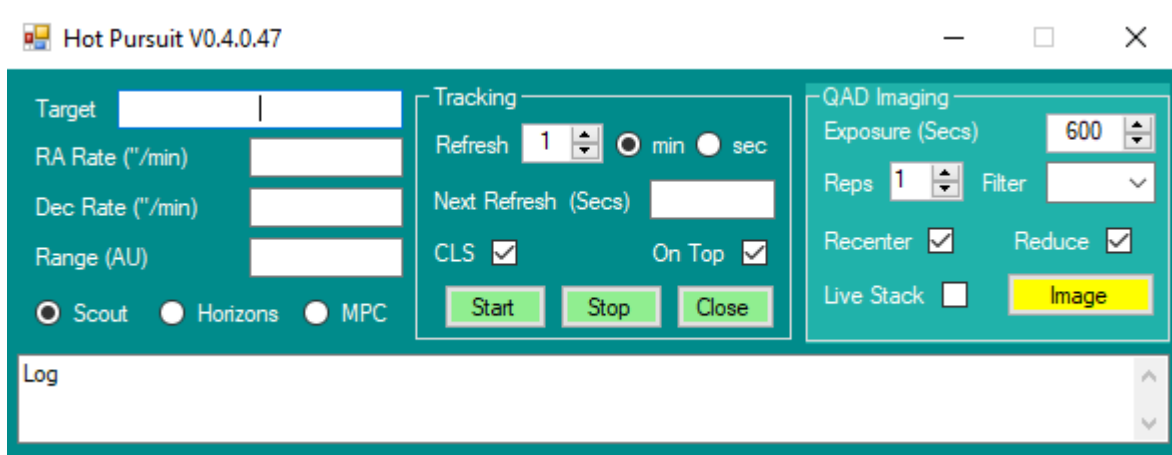 Hot Pursuit V0.4.0.47
Target
RA Rate ("/min)
Dec Rate ("/min)
Range (AU)
Scout Horizons MPC
Tracking
Refresh 1 min sec
Next Refresh (Secs)
CLS On Top
Start Stop Close
QAD Imaging
Exposure (Secs) 600
Reps 1 Filter
Recenter Reduce
Live Stack Image
Log